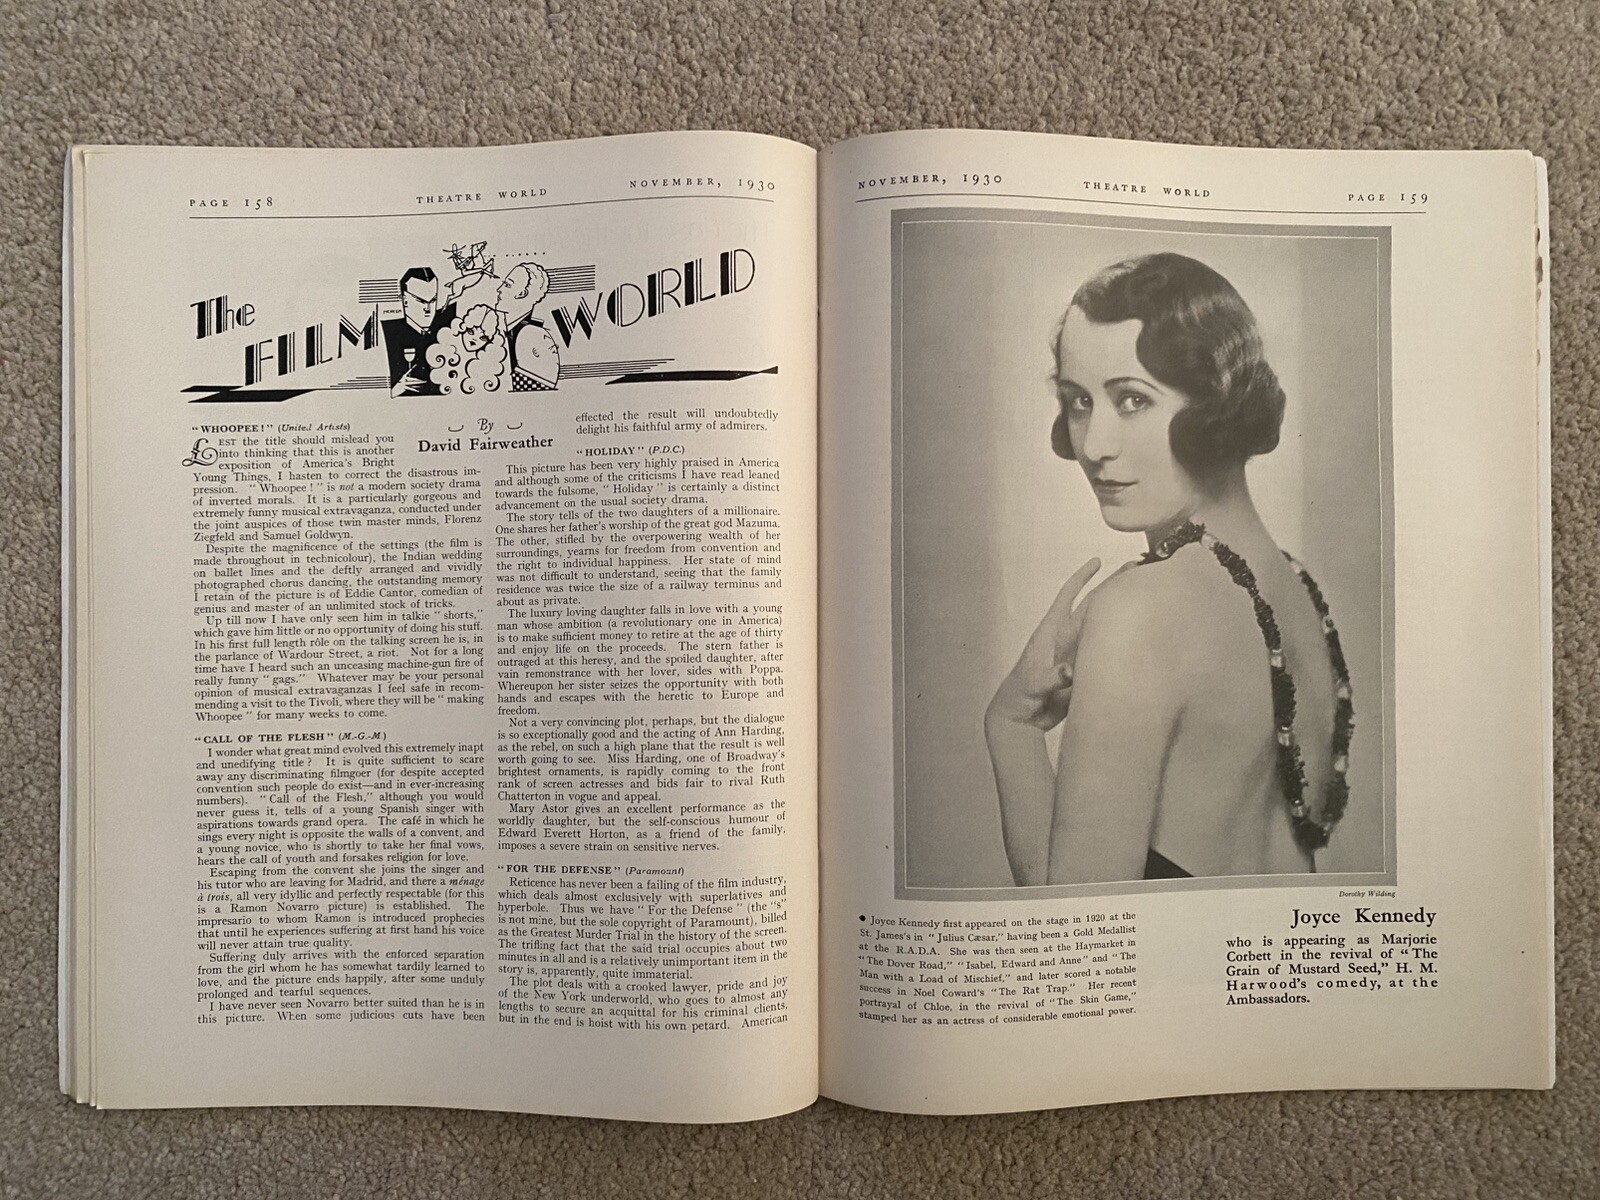 PAGE 158
THEATRE WORLD
NOVEMBER, 1930
The
FILM
WORLD
By
David Fairweather
"WHOOPEE!" (United Artists)
LEST the title should mislead you
into thinking that this is another
exposition of America's Bright
Young Things, I hasten to correct the disastrous im-
pression. "Whoopee!" is not a modern society drama
of inverted morals. It is a particularly gorgeous and
extremely funny musical extravaganza, conducted under
the joint auspices of those twin master minds, Florenz
Ziegfeld and Samuel Goldwyn.
Despite the magnificence of the settings (the film is
made throughout in technicolour), the Indian wedding
on ballet lines and the deftly arranged and vividly
photographed chorus dancing, the outstanding memory
I retain of the picture is of Eddie Cantor, comedian of
genius and master of an unlimited stock of tricks.
Up till now I have only seen him in talkie "shorts,"
which gave him little or no opportunity of doing his stuff.
In his first full length rôle on the talking screen he is, in
the parlance of Wardour Street, a riot. Not for a long
time have I heard such an unceasing machine-gun fire of
really funny "gags." Whatever may be your personal
opinion of musical extravaganzas I feel safe in recom-
mending a visit to the Tivoli, where they will be "making
Whoopee" for many weeks to come.
"CALL OF THE FLESH" (M.-G.-M.)
I wonder what great mind evolved this extremely inapt
and unedifying title? It is quite sufficient to scare
away any discriminating filmgoer (for despite accepted
convention such people do exist—and in ever-increasing
numbers). "Call of the Flesh," although you would
never guess it, tells of a young Spanish singer with
aspirations towards grand opera. The café in which he
sings every night is opposite the walls of a convent, and
a young novice, who is shortly to take her final vows,
hears the call of youth and forsakes religion for love.
Escaping from the convent she joins the singer and
his tutor who are leaving for Madrid, and there a ménage
à trois, all very idyllic and perfectly respectable (for this
is a Ramon Novarro picture) is established. The
impresario to whom Ramon is introduced prophecies
that until he experiences suffering at first hand his voice
will never attain true quality.
Suffering duly arrives with the enforced separation
from the girl whom he has somewhat tardily learned to
love, and the picture ends happily, after some unduly
prolonged and tearful sequences.
I have never seen Novarro better suited than he is in
this picture. When some judicious cuts have been
effected the result will undoubtedly
delight his faithful army of admirers.
"HOLIDAY" (P.D.C.)
This picture has been very highly praised in America
and although some of the criticisms I have read leaned
towards the fulsome, "Holiday" is certainly a distinct
advancement on the usual society drama.
The story tells of the two daughters of a millionaire.
One shares her father's worship of the great god Mazuma.
The other, stifled by the overpowering wealth of her
surroundings, yearns for freedom from convention and
the right to individual happiness. Her state of mind
was not difficult to understand, seeing that the family
residence was twice the size of a railway terminus and
about as private.
The luxury loving daughter falls in love with a young
man whose ambition (a revolutionary one in America)
is to make sufficient money to retire at the age of thirty
and enjoy life on the proceeds. The stern father is
outraged at this heresy, and the spoiled daughter, after
vain remonstrance with her lover, sides with Poppa.
Whereupon her sister seizes the opportunity with both
hands and escapes with the heretic to Europe and
freedom.
Not a very convincing plot, perhaps, but the dialogue
is so exceptionally good and the acting of Ann Harding,
as the rebel, on such a high plane that the result is well
worth going to see. Miss Harding, one of Broadway's
brightest ornaments, is rapidly coming to the front
rank of screen actresses and bids fair to rival Ruth
Chatterton in vogue and appeal.
Mary Astor gives an excellent performance as the
worldly daughter, but the self-conscious humour of
Edward Everett Horton, as a friend of the family,
imposes a severe strain on sensitive nerves.
"FOR THE DEFENSE" (Paramount)
Reticence has never been a failing of the film industry,
which deals almost exclusively with superlatives and
hyperbole. Thus we have "For the Defense" (the "s"
is not mine, but the sole copyright of Paramount), billed
as the Greatest Murder Trial in the history of the screen.
The trifling fact that the said trial occupies about two
minutes in all and is a relatively unimportant item in the
story is, apparently, quite immaterial.
The plot deals with a crooked lawyer, pride and joy
of the New York underworld, who goes to almost any
lengths to secure an acquittal for his criminal clients,
but in the end is hoist with his own petard. American
NOVEMBER, 1930
THEATRE WORLD
PAGE 159
Dorothy Wilding
Joyce Kennedy first appeared on the stage in 1920 at the
St. James's in "Julius Cæsar," having been a Gold Medallist
at the R.A.D.A. She was then seen at the Haymarket in
"The Dover Road," "Isabel, Edward and Anne" and "The
Man with a Load of Mischief," and later scored a notable
success in Noel Coward's "The Rat Trap." Her recent
portrayal of Chloe, in the revival of "The Skin Game,"
stamped her as an actress of considerable emotional power.
Joyce Kennedy
who is appearing as Marjorie
Corbett in the revival of "The
Grain of Mustard Seed," H. M.
Harwood's comedy, at the
Ambassadors.